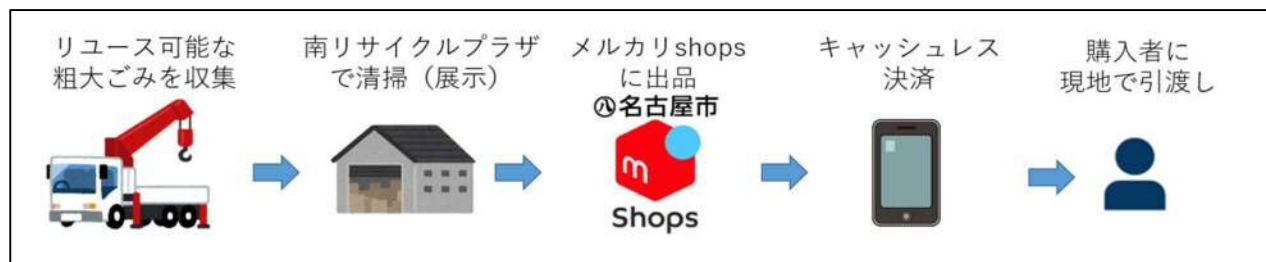 リユース可能な
粗大ごみを収集
南リサイクルプラザ
で清掃（展示）
メルカリshops
に出品
㊇名古屋市
m
Shops
キャッシュレス
決済
購入者に
現地で引渡し